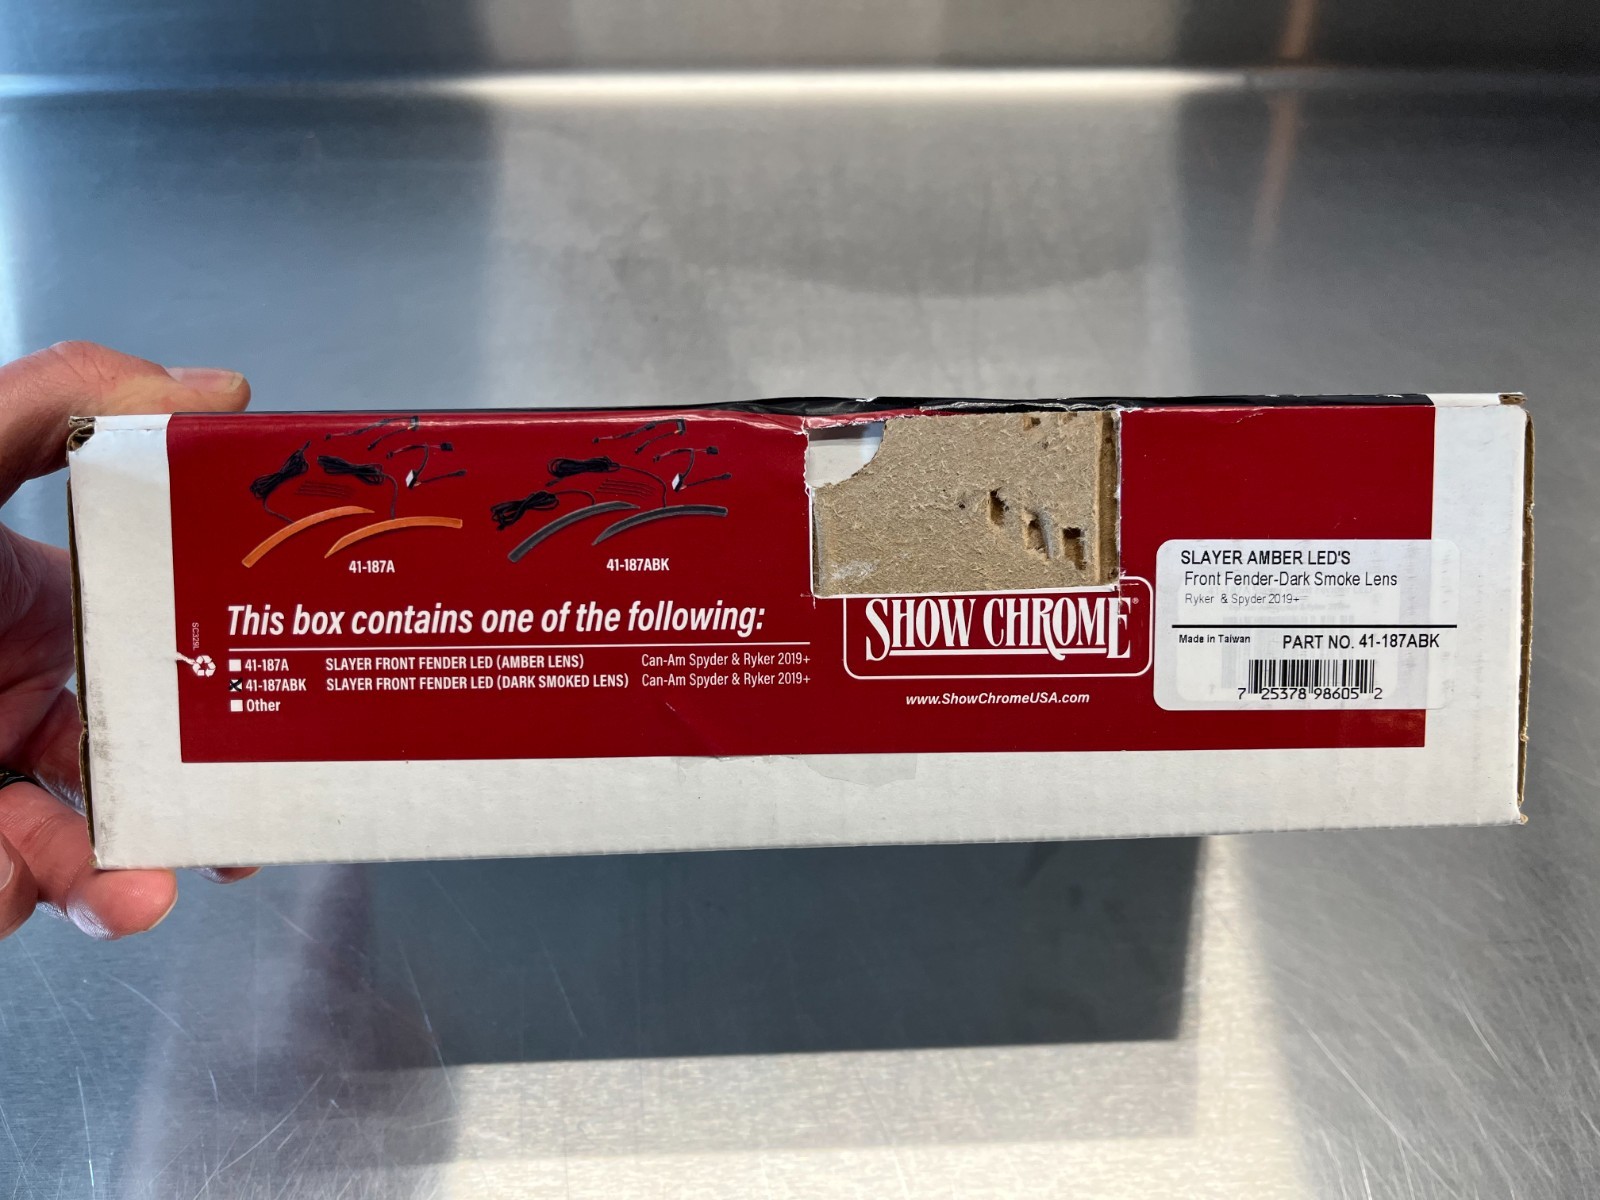 41-187A
41-187ABK
This box contains one of the following:
41-187A SLAYER FRONT FENDER LED (AMBER LENS) Can-Am Spyder & Ryker 2019+
41-187ABK SLAYER FRONT FENDER LED (DARK SMOKED LENS) Can-Am Spyder & Ryker 2019+
Other
SHOW CHROME®
www.ShowChromeUSA.com
SLAYER AMBER LED'S
Front Fender-Dark Smoke Lens
Ryker & Spyder 2019+
Made in Taiwan PART NO. 41-187ABK
7 25378 98605 2